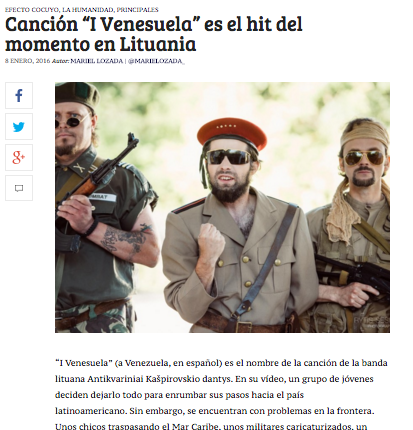 EFECTO COCUYO, LA HUMANIDAD, PRINCIPALES
Canción “I Venesuela” es el hit del
momento en Lituania
8 ENERO, 2016 Autor: MARIEL LOZADA | @MARIELOZADA_
f
g+
MBAT
“I Venesuela” (a Venezuela, en español) es el nombre de la canción de la banda
lituana Antikvariniai Kašpirovskio dantys. En su vídeo, un grupo de jóvenes
deciden dejarlo todo para enrumbar sus pasos hacia el país
latinoamericano. Sin embargo, se encuentran con problemas en la frontera.
Unos chicos traspasando el Mar Caribe, unos militares caricaturizados, un